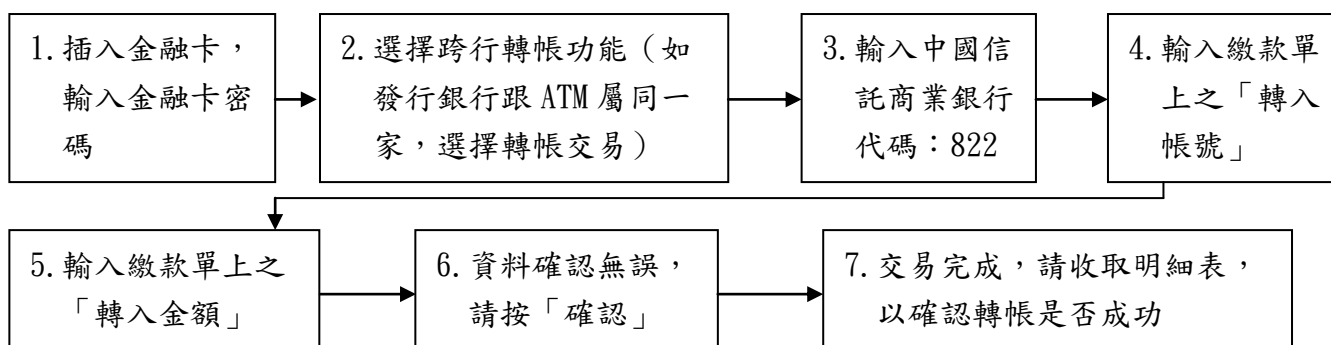 1.插入金融卡，
輸入金融卡密
碼
2.選擇跨行轉帳功能（如
發行銀行跟 ATM 屬同一
家，選擇轉帳交易）
3.輸入中國信
託商業銀行
代碼：822
4.輸入繳款單
上之「轉入
帳號」
5.輸入繳款單上之
「轉入金額」
6.資料確認無誤，
請按「確認」
7.交易完成，請收取明細表，
以確認轉帳是否成功